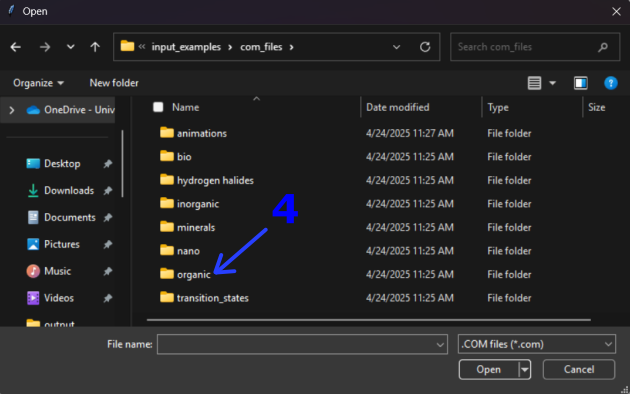 Open
« input_examples > com_files >
Search com_files
Organize
New folder
OneDrive - Univ
Name
Date modified
Type
Size
animations 4/24/2025 11:27 AM File folder
bio 4/24/2025 11:25 AM File folder
hydrogen halides 4/24/2025 11:25 AM File folder
inorganic 4/24/2025 11:25 AM File folder
minerals 4/24/2025 11:25 AM File folder
nano 4/24/2025 11:25 AM File folder
organic 4/24/2025 11:25 AM File folder
transition_states 4/24/2025 11:25 AM File folder
4
Desktop
Downloads
Documents
Pictures
Music
Videos
output
File name:
.COM files (*.com)
Open
Cancel